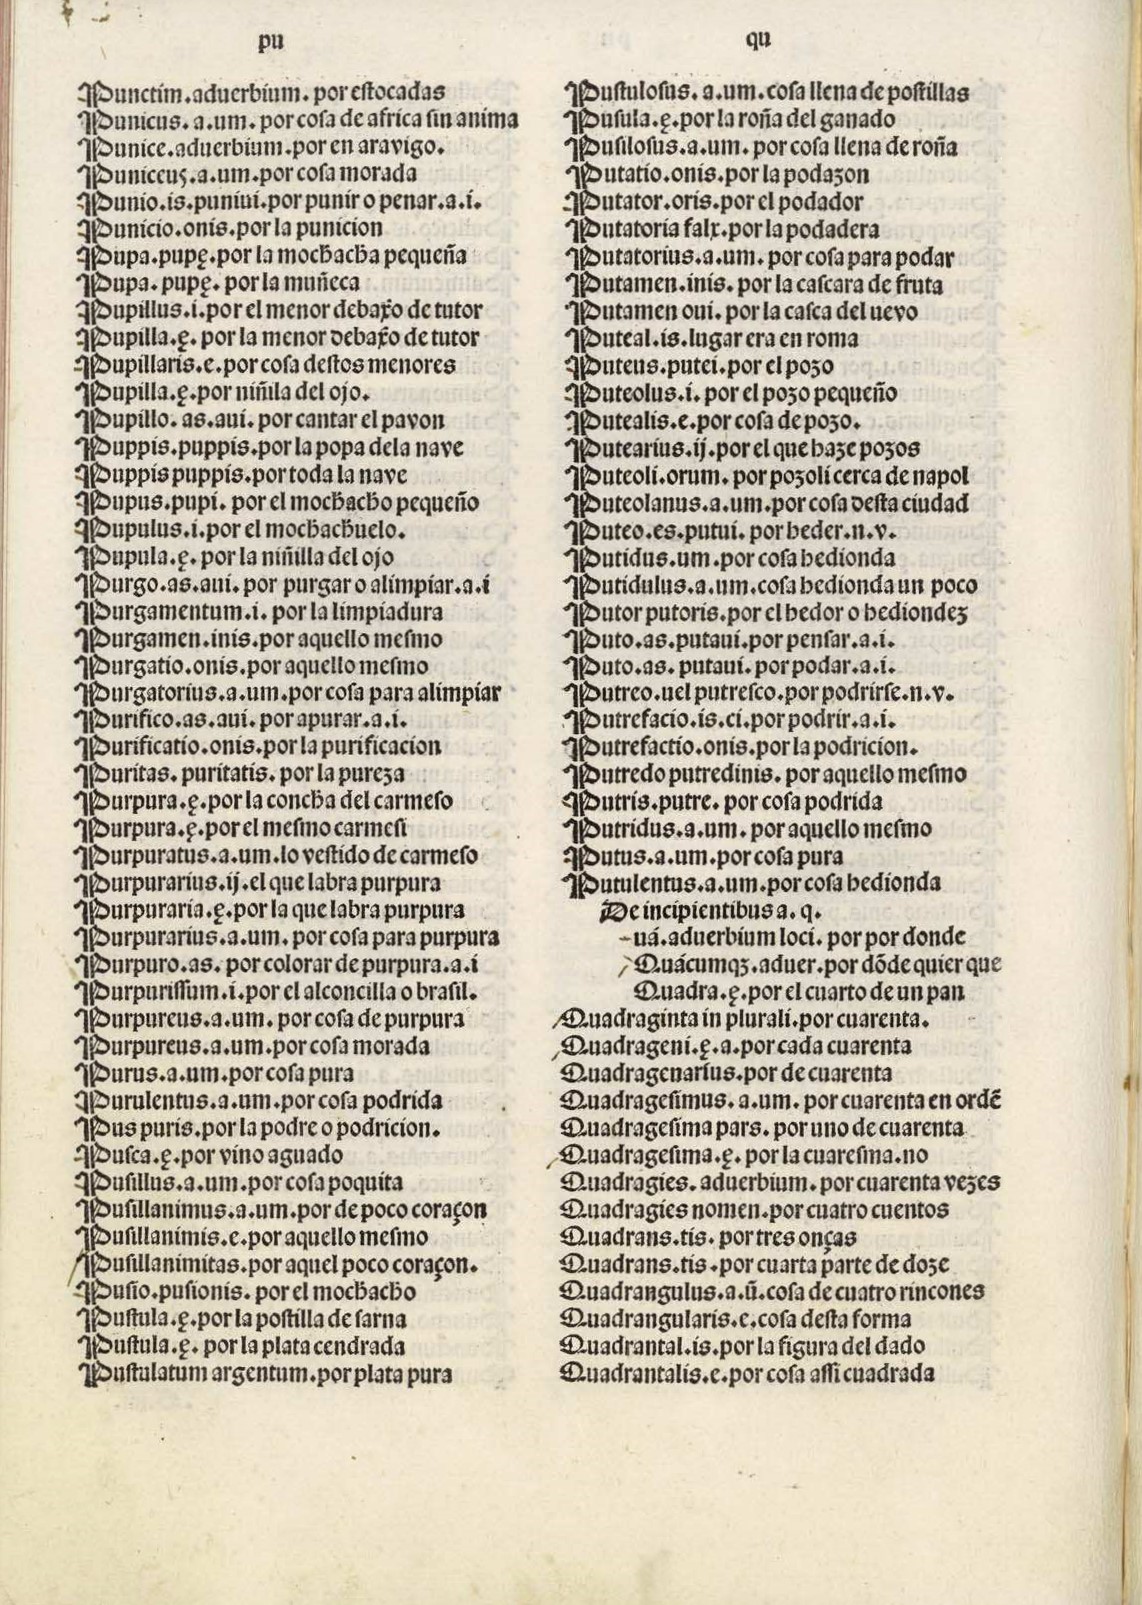 pu
Punctim.aduerbium.por estocadas
Punicus.a.um.por cosa de africa sin anima
Punice.aduerbium.por en aravigo.
Puniceus.a.um.por cosa morada
Punio.is.puniui.por punir o penar.a.i.
Punicio.onis.por la punicion
Pupa.pupę.por la mochacha pequeña
Pupa.pupę.por la muñeca
Pupillus.i.por el menor debaxo de tutor
Pupilla.ę.por la menor debaxo de tutor
Pupillaris.e.por cosa destos menores
Pupilla.ę.por niñila del ojo.
Pupillo.as.aui.por cantar el pavon
Puppis.puppis.por la popa dela nave
Puppis puppis.por toda la nave
Pupus.pupi.por el mochacho pequeño
Pupulus.i.por el mochachuelo.
Pupula.ę.por la niñilla del ojo
Purgo.as.aui.por purgar o alimpiar.a.i
Purgamentum.i.por la limpiadura
Purgamen.inis.por aquello mesmo
Purgatio.onis.por aquello mesmo
Purgatorius.a.um.por cosa para alimpiar
Purifico.as.aui.por apurar.a.i.
Purificatio.onis.por la purificacion
Puritas.puritatis.por la pureza
Purpura.ę.por la concha del carmeso
Purpura.ę.por el mesmo carmesi
Purpuratus.a.um.lo vestido de carmeso
Purpurarius.ij.el que labra purpura
Purpuraria.ę.por la que labra purpura
Purpurarius.a.um.por cosa para purpura
Purpuro.as.por colorar de purpura.a.i
Purpurissum.i.por el alconcilla o brasil.
Purpureus.a.um.por cosa de purpura
Purpureus.a.um.por cosa morada
Purus.a.um.por cosa pura
Purulentus.a.um.por cosa podrida
Pus puris.por la podre o podricion.
Pusca.ę.por vino aguado
Pusillus.a.um.por cosa poquita
Pusillanimus.a.um.por de poco coraçon
Pusillanimis.e.por aquello mesmo
Pusillanimitas.por aquel poco coraçon.
Pusio.pusionis.por el mochacho
Pustula.ę.por la postilla de sarna
Pustula.ę.por la plata cendrada
Pustulatum argentum.por plata pura
qu
Pustulosus.a.um.cosa llena de postillas
Pusula.ę.por la roña del ganado
Pusilosus.a.um.por cosa llena de roña
Putatio.onis.por la podazon
Putator.oris.por el podador
Putatoria falx.por la podadera
Putatorius.a.um.por cosa para podar
Putamen.inis.por la cascara de fruta
Putamen oui.por la casca del uevo
Puteal.is.lugar era en roma
Puteus.putei.por el pozo
Puteolus.i.por el pozo pequeño
Putealis.e.por cosa de pozo.
Putearius.ij.por el que haze pozos
Puteoli.orum.por pozoli cerca de napol
Puteolanus.a.um.por cosa desta ciudad
Puteo.es.putui.por heder.n.v.
Putidus.um.por cosa hedionda
Putidulus.a.um.cosa hedionda un poco
Putor putoris.por el hedor o hediondez
Puto.as.putaui.por pensar.a.i.
Puto.as.putaui.por podar.a.i.
Putreo.uel putresco.por podrirse.n.v.
Putrefacio.is.ci.por podrir.a.i.
Putrefactio.onis.por la podricion.
Putredo putredinis.por aquello mesmo
Putris.putre.por cosa podrida
Putridus.a.um.por aquello mesmo
Putus.a.um.por cosa pura
Putulentus.a.um.por cosa hedionda
De incipientibus a.q.
uá.aduerbium loci.por por donde
Quácumqȝ.aduer.por dõde quier que
Quadra.ę.por el cuarto de un pan
Quadraginta in plurali.por cuarenta.
Quadrageni.ę.a.por cada cuarenta
Quadragenarius.por de cuarenta
Quadragesimus.a.um.por cuarenta en ordẽ
Quadragesima pars.por uno de cuarenta
Quadragesima.ę.por la cuaresma.no
Quadragies.aduerbium.por cuarenta vezes
Quadragies nomen.por cuatro cuentos
Quadrans.tis.por tres onças
Quadrans.tis.por cuarta parte de doze
Quadrangulus.a.ũ.cosa de cuatro rincones
Quadrangularis.e.cosa desta forma
Quadrantal.is.por la figura del dado
Quadrantalis.e.por cosa assi cuadrada